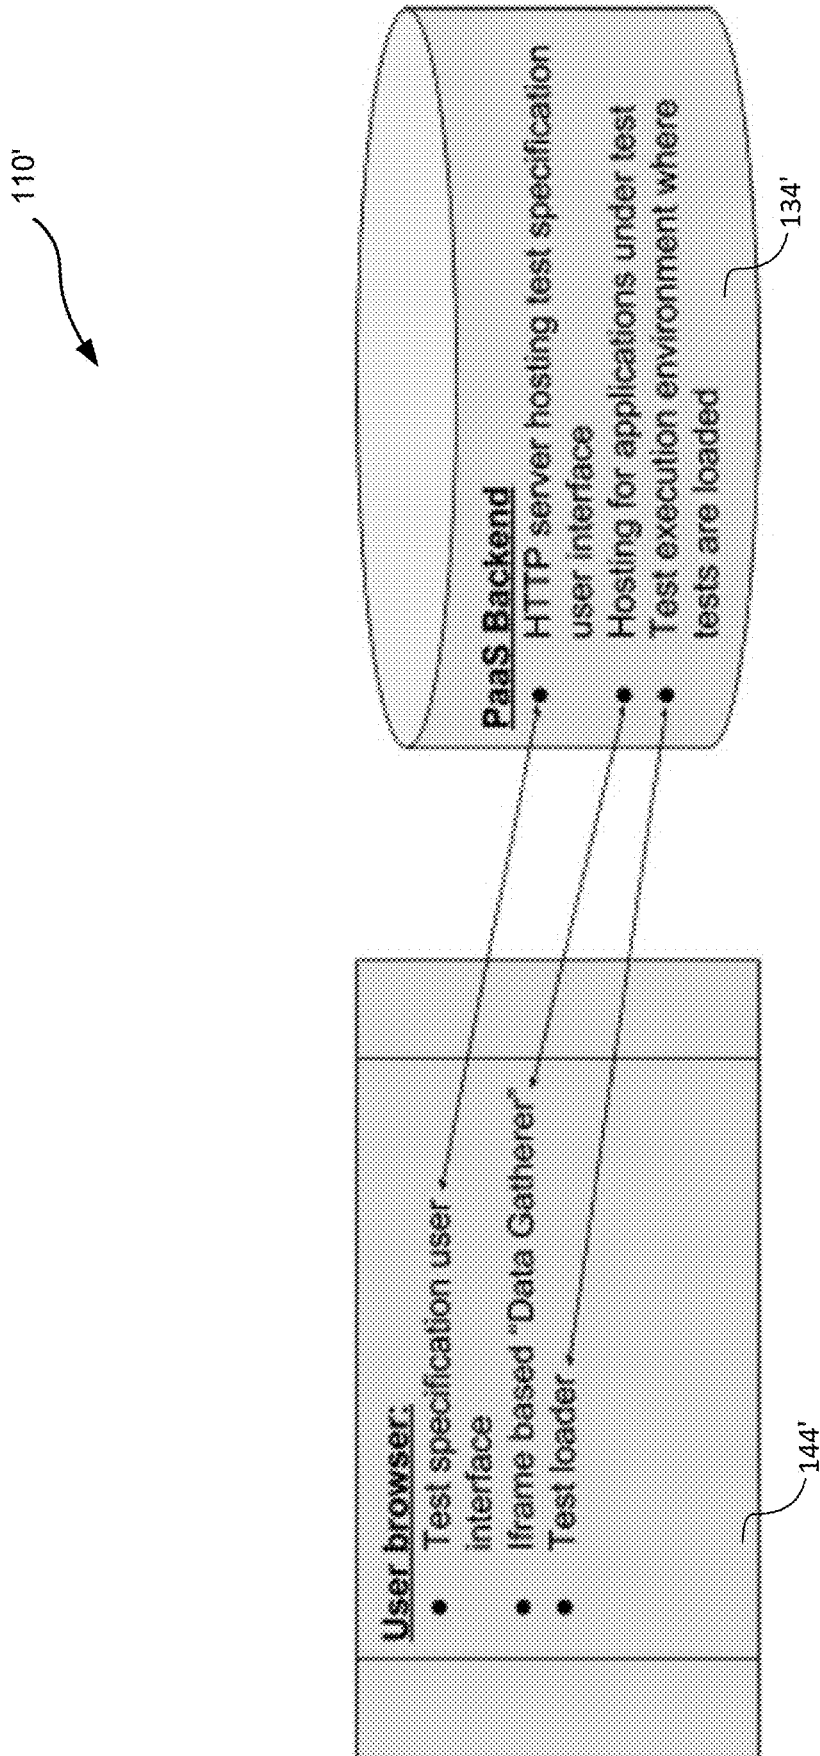 110'
User browser:
• Test specification user
interface
• Iframe based "Data Gatherer"
• Test loader
144'
PaaS Backend
• HTTP server hosting test specification
user interface
• Hosting for applications under test
• Test execution environment where
tests are loaded
134'